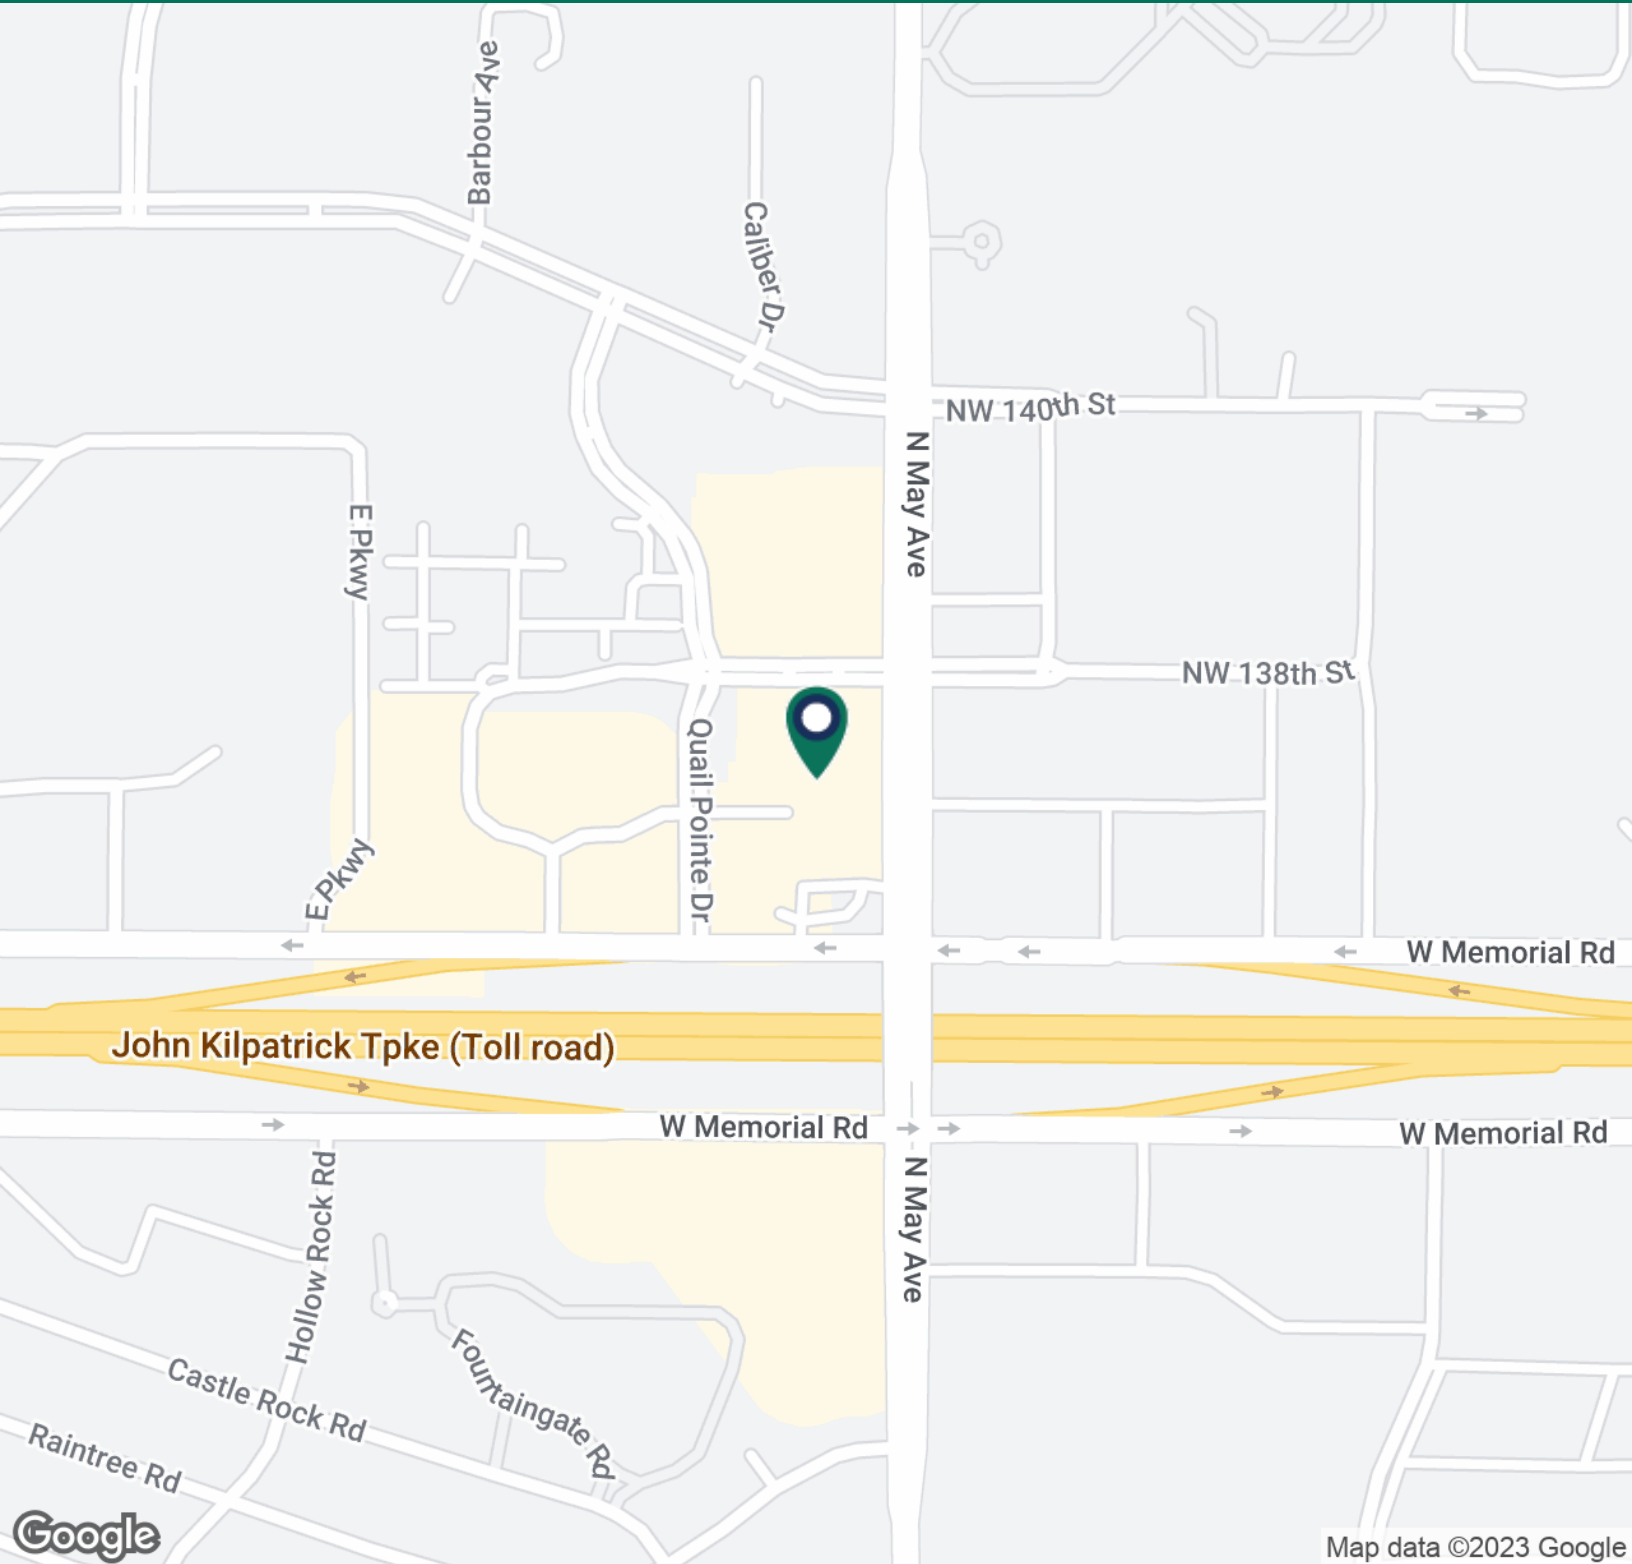 Barbour Ave
Caliber Dr
NW 140th St
N May Ave
E Pkwy
NW 138th St
Quail Pointe Dr
E Pkwy
W Memorial Rd
John Kilpatrick Tpke (Toll road)
W Memorial Rd
W Memorial Rd
Hollow Rock Rd
N May Ave
Fountaingate Rd
Castle Rock Rd
Raintree Rd
Google
Map data ©2023 Google